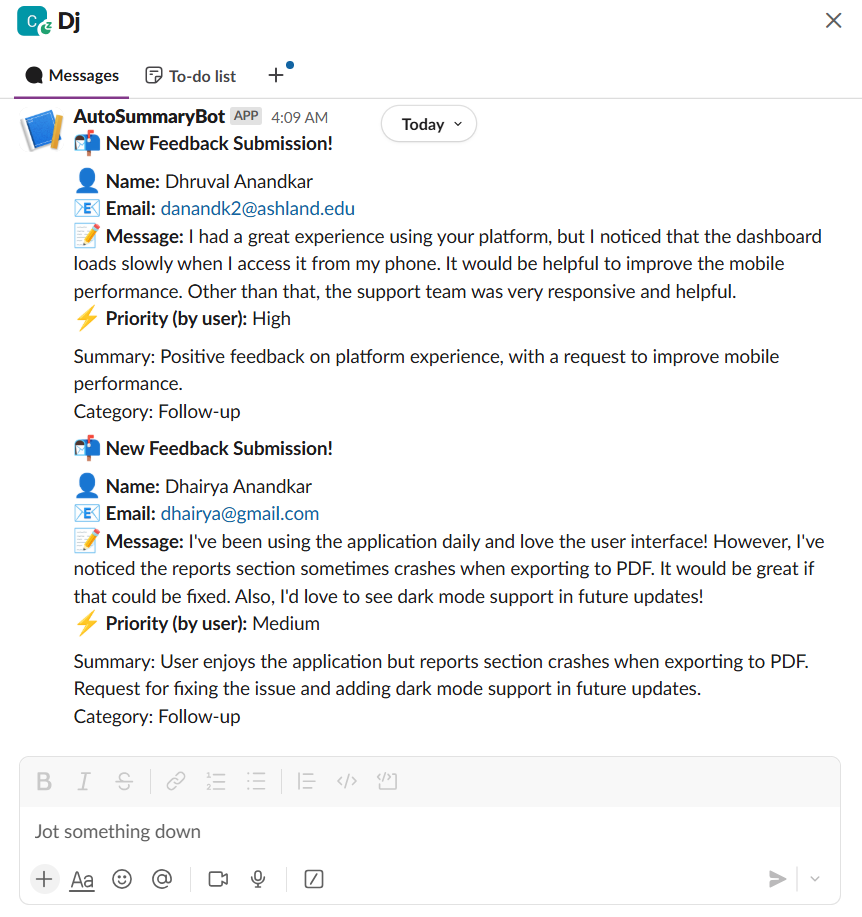 C z Dj
Messages To-do list
AutoSummaryBot APP 4:09 AM
Today
New Feedback Submission!
Name: Dhruval Anandkar
Email: danandk2@ashland.edu
Message: I had a great experience using your platform, but I noticed that the dashboard
loads slowly when I access it from my phone. It would be helpful to improve the mobile
performance. Other than that, the support team was very responsive and helpful.
Priority (by user): High
Summary: Positive feedback on platform experience, with a request to improve mobile
performance.
Category: Follow-up
New Feedback Submission!
Name: Dhairya Anandkar
Email: dhairya@gmail.com
Message: I've been using the application daily and love the user interface! However, I've
noticed the reports section sometimes crashes when exporting to PDF. It would be great if
that could be fixed. Also, I'd love to see dark mode support in future updates!
Priority (by user): Medium
Summary: User enjoys the application but reports section crashes when exporting to PDF.
Request for fixing the issue and adding dark mode support in future updates.
Category: Follow-up
Jot something down
Aa